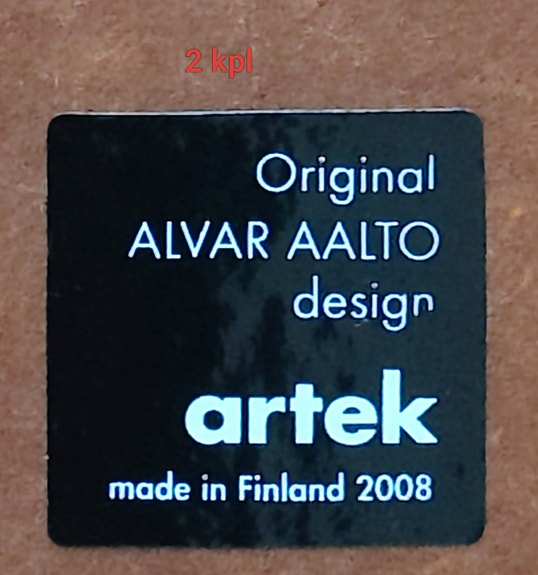 2 kpl
Original
ALVAR AALTO
design
artek
made in Finland 2008